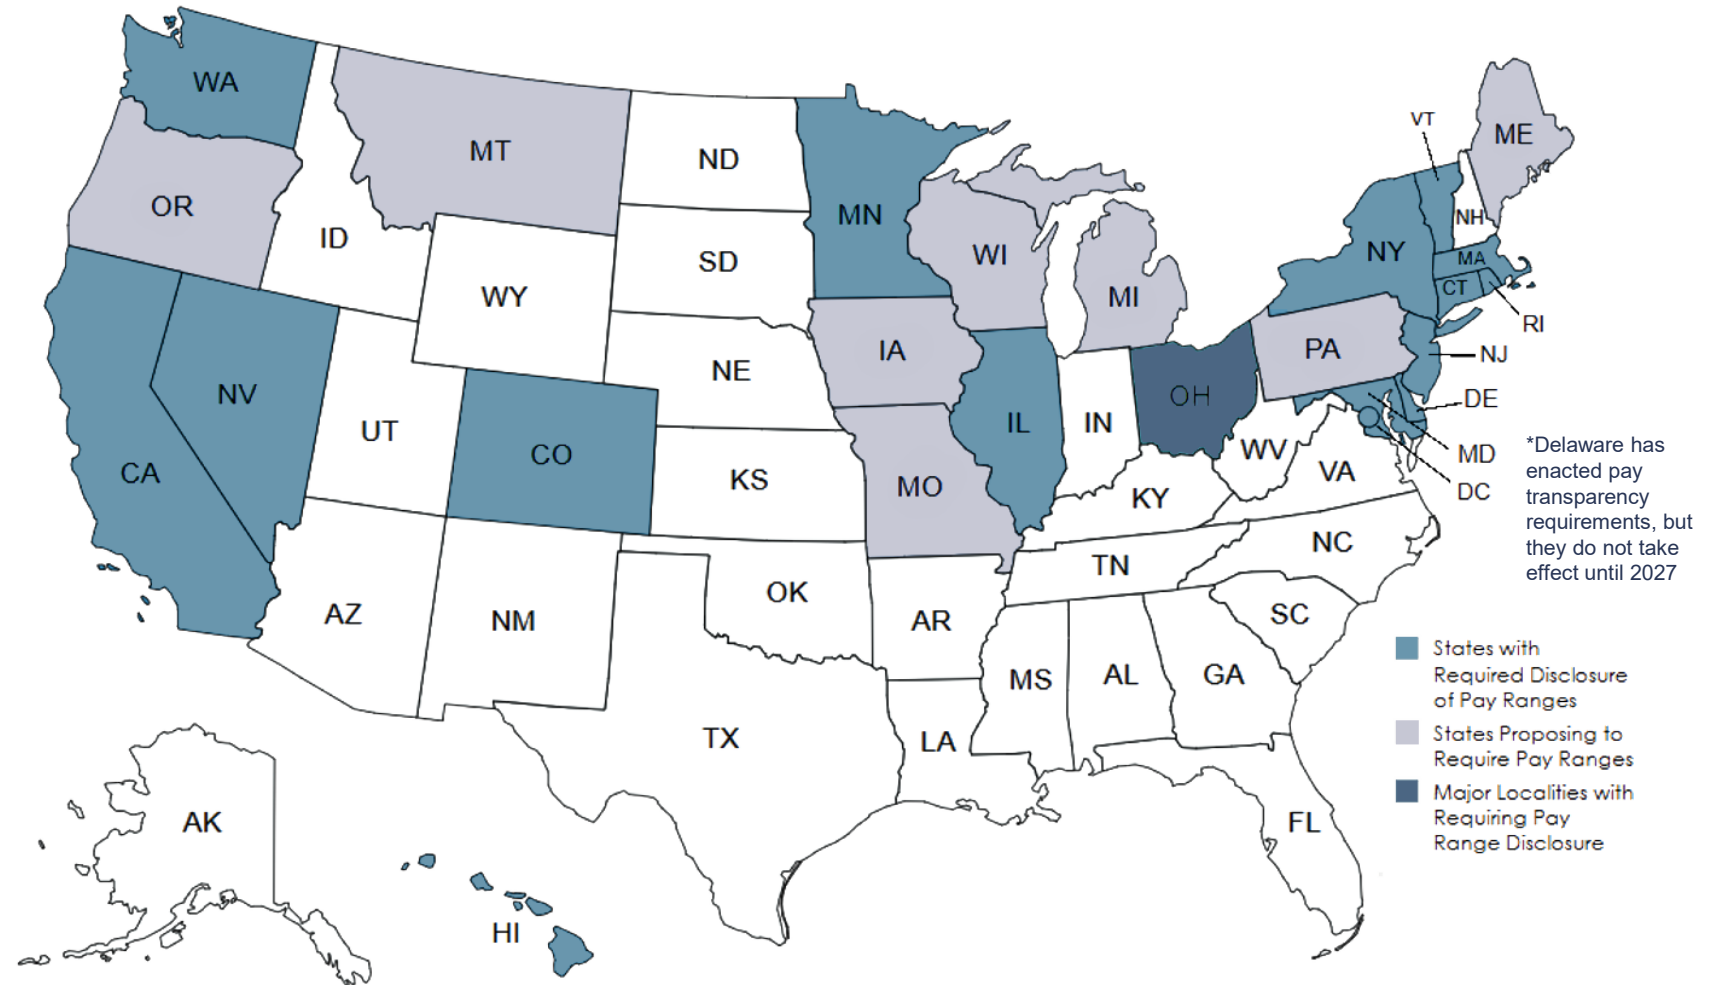 WA
MT
ND
VT
ME
OR
MN
NH
ID
SD
WI
NY
MA
WY
MI
CT
RI
IA
PA
NJ
NE
NV
OH
DE
UT
CO
IL
IN
WV
MD
CA
KS
MO
KY
VA
DC
*Delaware has
enacted pay
transparency
requirements, but
they do not take
effect until 2027
NC
TN
OK
AZ
NM
AR
SC
MS
AL
GA
TX
LA
States with
Required Disclosure
of Pay Ranges
States Proposing to
Require Pay Ranges
Major Localities with
Requiring Pay
Range Disclosure
AK
FL
HI